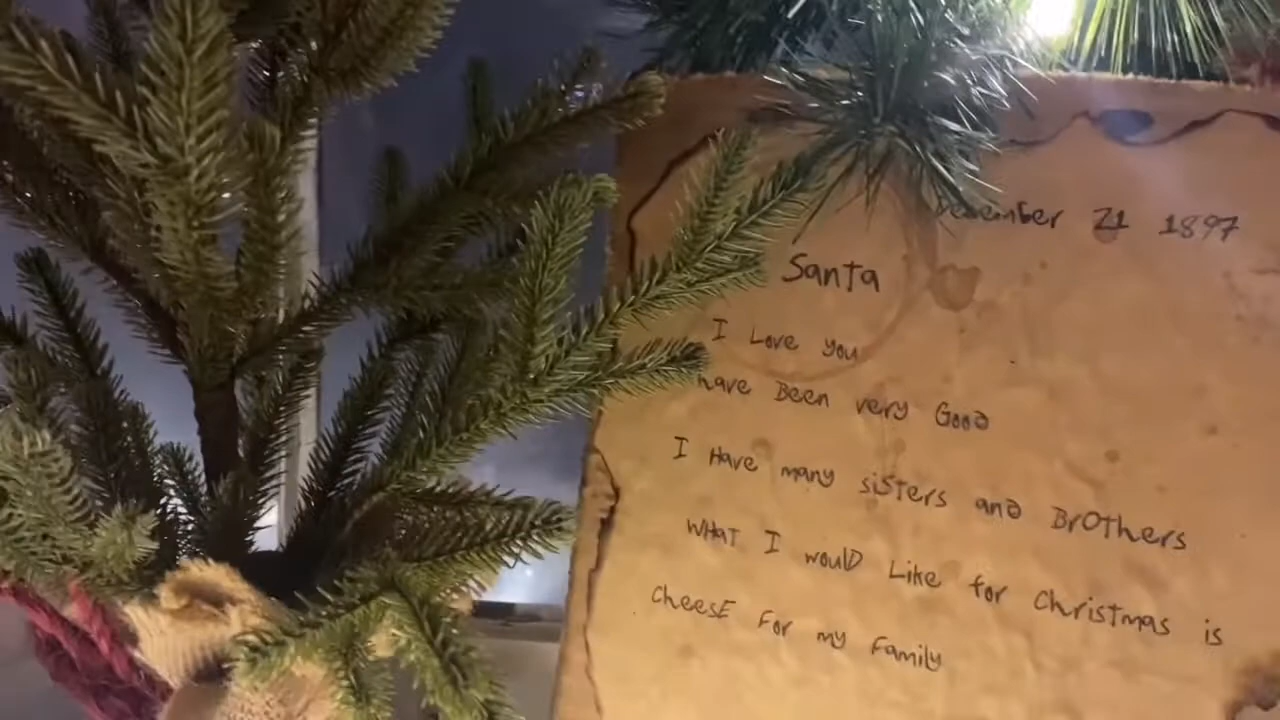 December 21 1897
Santa
I Love you
have Been very Good
I Have many sisters and BrOthers
WHaT I woulD Like for Christmas is
CheesE For my Family